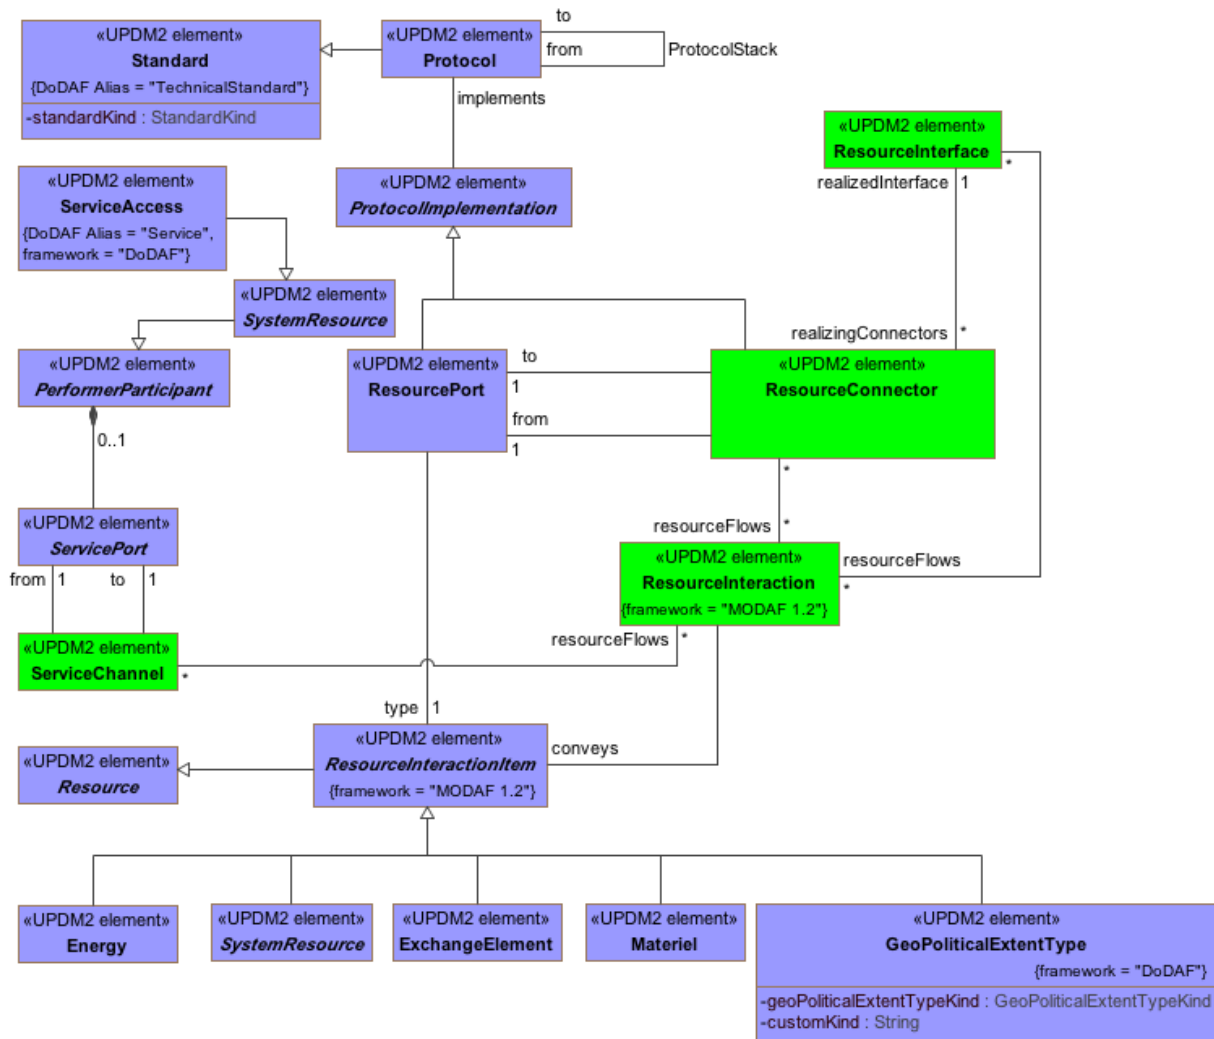 «UPDM2 element»
Standard
{DoDAF Alias = "TechnicalStandard"}
-standardKind : StandardKind
«UPDM2 element»
Protocol
to
from
ProtocolStack
implements
«UPDM2 element»
ResourceInterface
*
realizedInterface
1
«UPDM2 element»
ServiceAccess
{DoDAF Alias = "Service",
framework = "DoDAF"}
«UPDM2 element»
ProtocolImplementation
«UPDM2 element»
SystemResource
«UPDM2 element»
PerformerParticipant
0..1
«UPDM2 element»
ResourcePort
to
1
from
1
realizingConnectors
*
«UPDM2 element»
ResourceConnector
*
resourceFlows
*
«UPDM2 element»
ServicePort
from
1
to
1
«UPDM2 element»
ResourceInteraction
{framework = "MODAF 1.2"}
resourceFlows
*
«UPDM2 element»
ServiceChannel
*
resourceFlows
*
type
1
«UPDM2 element»
ResourceInteractionItem
{framework = "MODAF 1.2"}
conveys
«UPDM2 element»
Resource
«UPDM2 element»
Energy
«UPDM2 element»
SystemResource
«UPDM2 element»
ExchangeElement
«UPDM2 element»
Materiel
«UPDM2 element»
GeoPoliticalExtentType
{framework = "DoDAF"}
-geoPoliticalExtentTypeKind : GeoPoliticalExtentTypeKind
-customKind : String